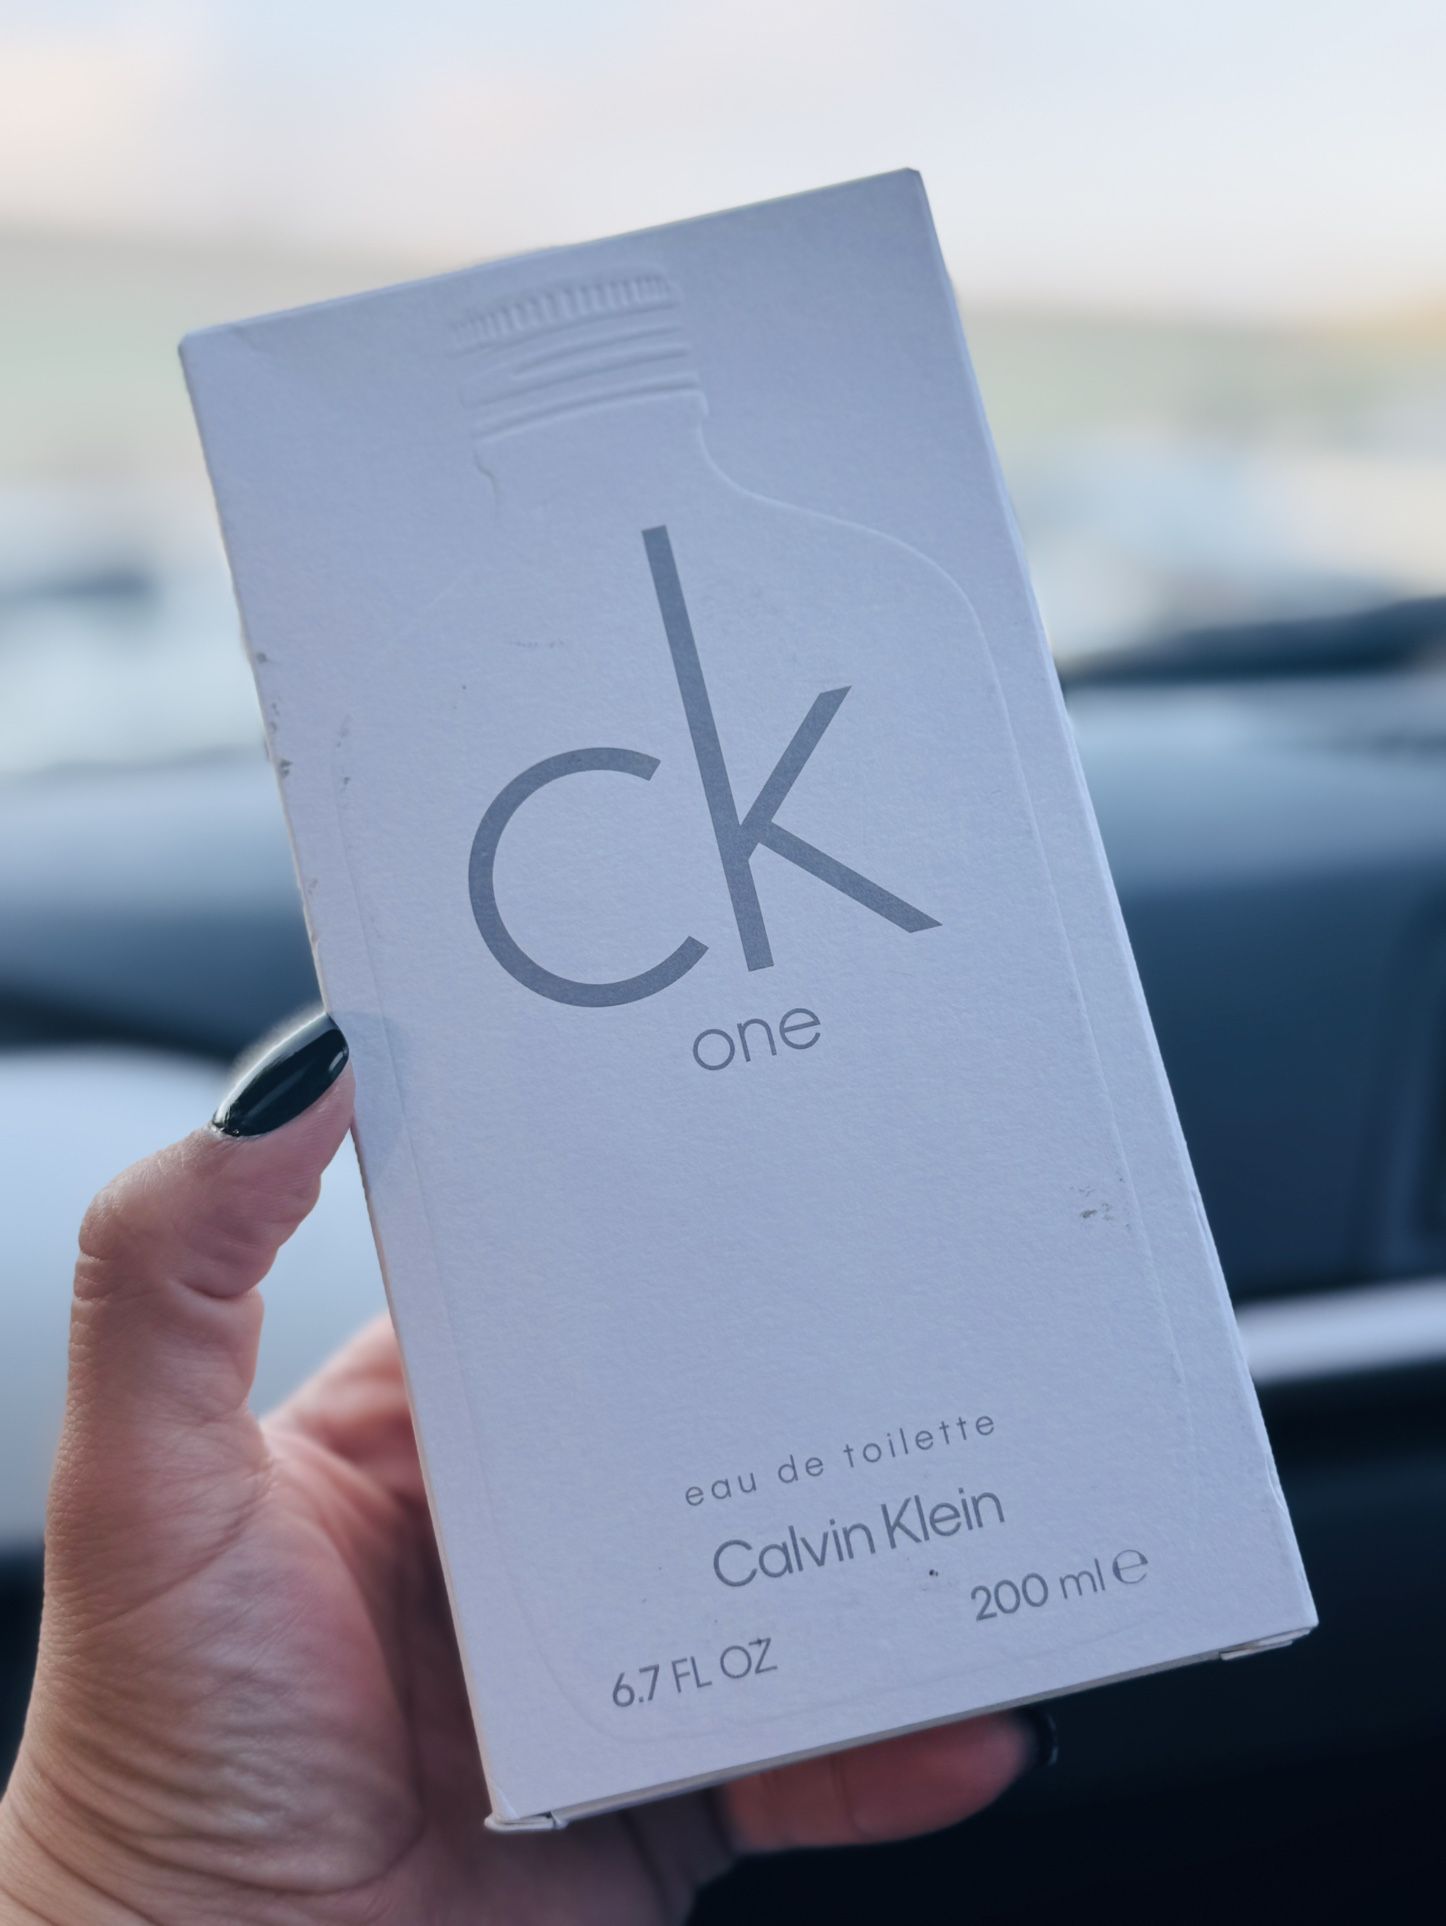 ck
one
eau de toilette
Calvin Klein
6.7 FL OZ 200 ml ℮